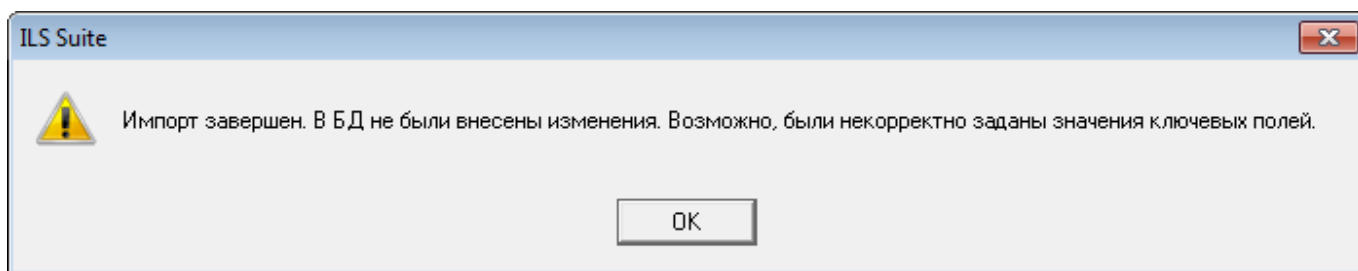 ILS Suite
Импорт завершен. В БД не были внесены изменения. Возможно, были некорректно заданы значения ключевых полей.
OK